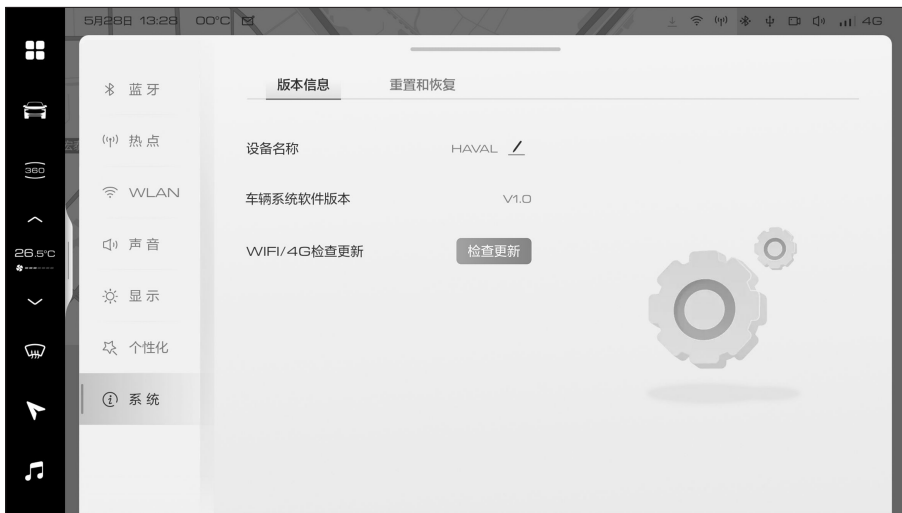 5月28日 13:28 00°C
4G
360
26.5°C
蓝牙
热点
WLAN
声音
显示
个性化
系统
版本信息 重置和恢复
设备名称 HAVAL
车辆系统软件版本 V1.0
WIFI/4G检查更新 检查更新